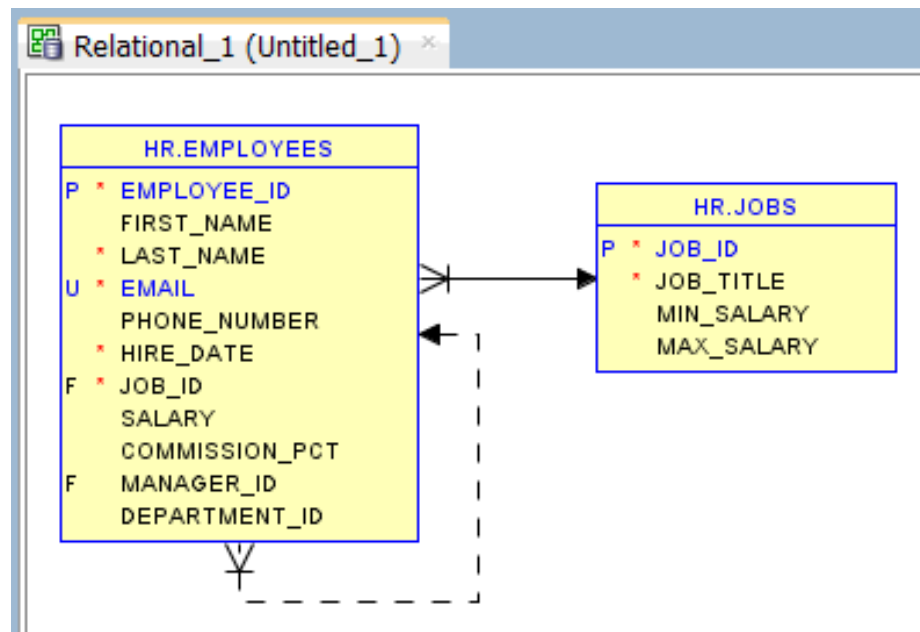 Relational_1 (Untitled_1) ×
HR.EMPLOYEES
P * EMPLOYEE_ID
FIRST_NAME
* LAST_NAME
U * EMAIL
PHONE_NUMBER
* HIRE_DATE
F * JOB_ID
SALARY
COMMISSION_PCT
F MANAGER_ID
DEPARTMENT_ID
HR.JOBS
P * JOB_ID
* JOB_TITLE
MIN_SALARY
MAX_SALARY